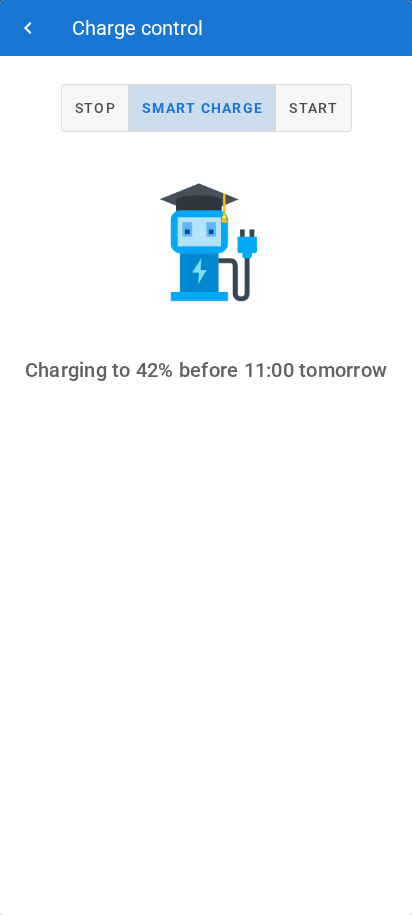 Charge control
STOP SMART CHARGE START
Charging to 42% before 11:00 tomorrow